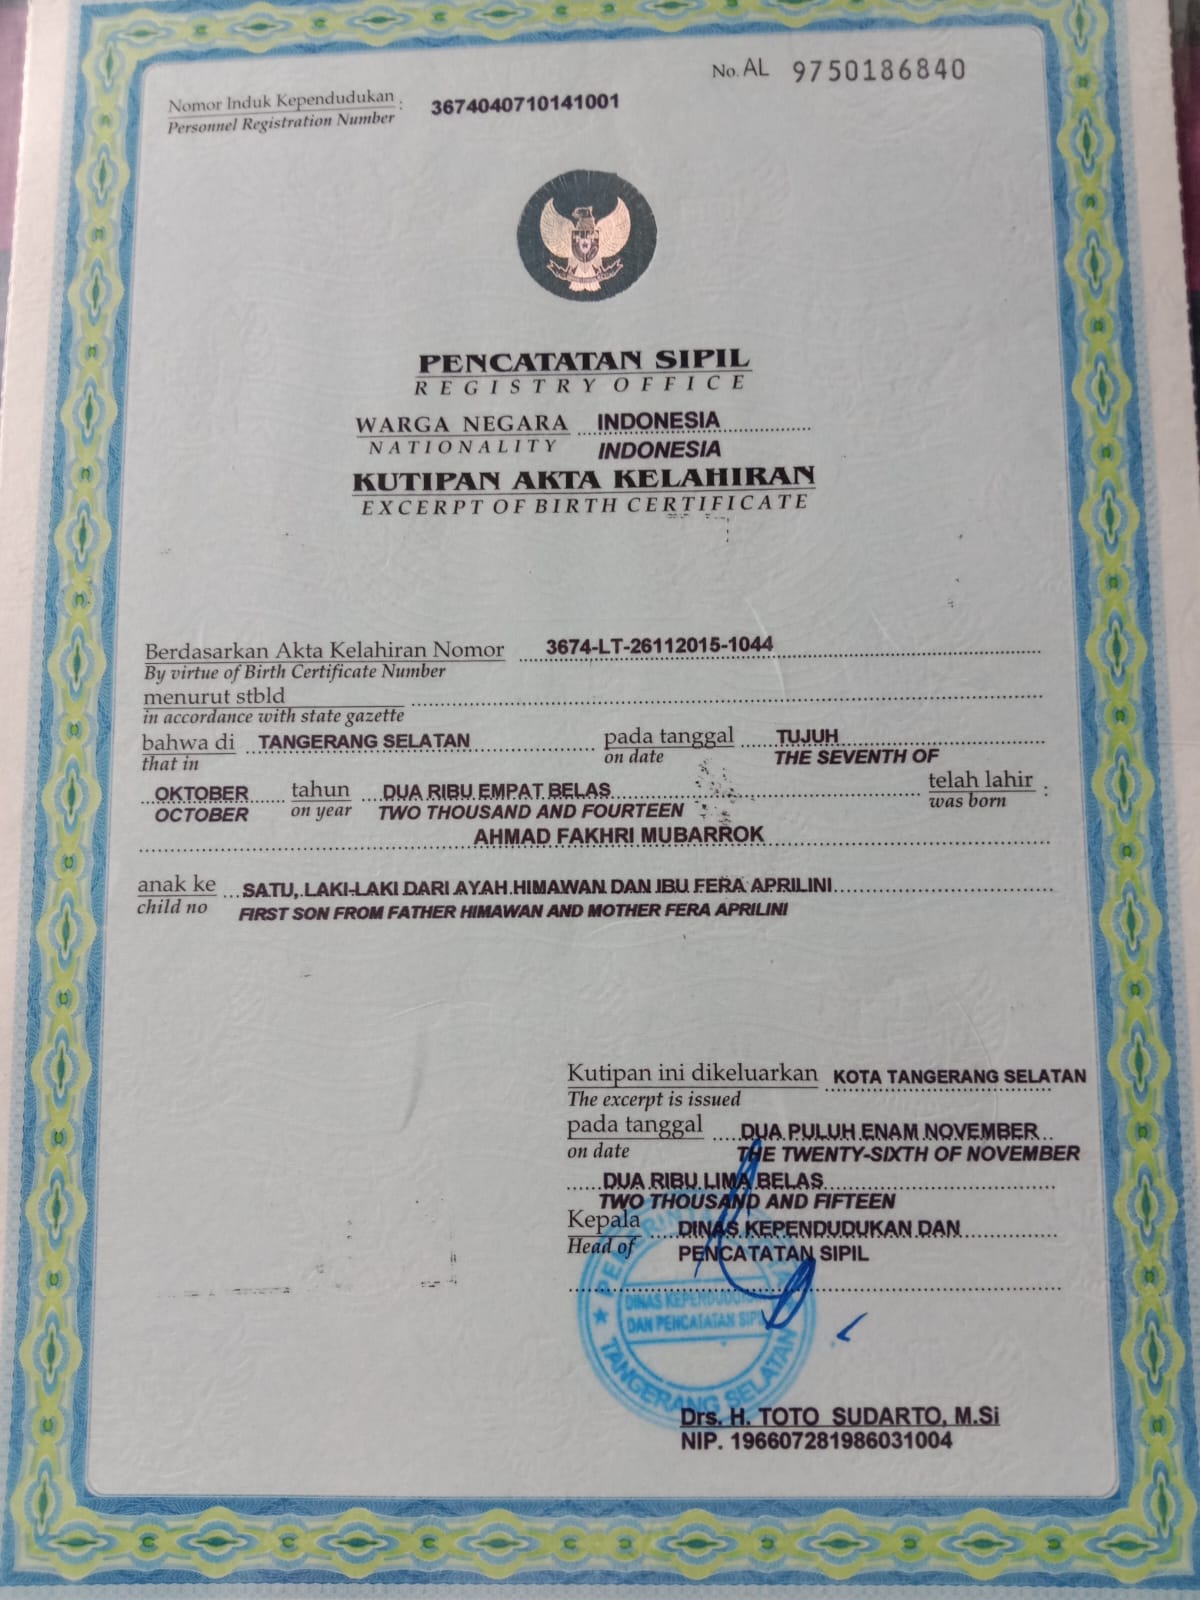 No. AL 9750186840
Nomor Induk Kependudukan : 3674040710141001
Personnel Registration Number
PENCATATAN SIPIL
REGISTRY OFFICE
WARGA NEGARA INDONESIA
NATIONALITY INDONESIA
KUTIPAN AKTA KELAHIRAN
EXCERPT OF BIRTH CERTIFICATE
Berdasarkan Akta Kelahiran Nomor 3674-LT-26112015-1044
By virtue of Birth Certificate Number
menurut stbld
in accordance with state gazette
bahwa di TANGERANG SELATAN pada tanggal TUJUH
that in on date THE SEVENTH OF
OKTOBER tahun DUA RIBU EMPAT BELAS telah lahir :
OCTOBER on year TWO THOUSAND AND FOURTEEN was born
AHMAD FAKHRI MUBARROK
anak ke SATU, LAKI-LAKI DARI AYAH HIMAWAN DAN IBU FERA APRILINI
child no FIRST SON FROM FATHER HIMAWAN AND MOTHER FERA APRILINI
Kutipan ini dikeluarkan KOTA TANGERANG SELATAN
The excerpt is issued
pada tanggal DUA PULUH ENAM NOVEMBER
on date THE TWENTY-SIXTH OF NOVEMBER
DUA RIBU LIMA BELAS
TWO THOUSAND AND FIFTEEN
Kepala DINAS KEPENDUDUKAN DAN
Head of PENCATATAN SIPIL
DINAS
DAN PENCATATAN SIPIL
TANGERANG SELATAN
Drs. H. TOTO SUDARTO, M.Si
NIP. 196607281986031004